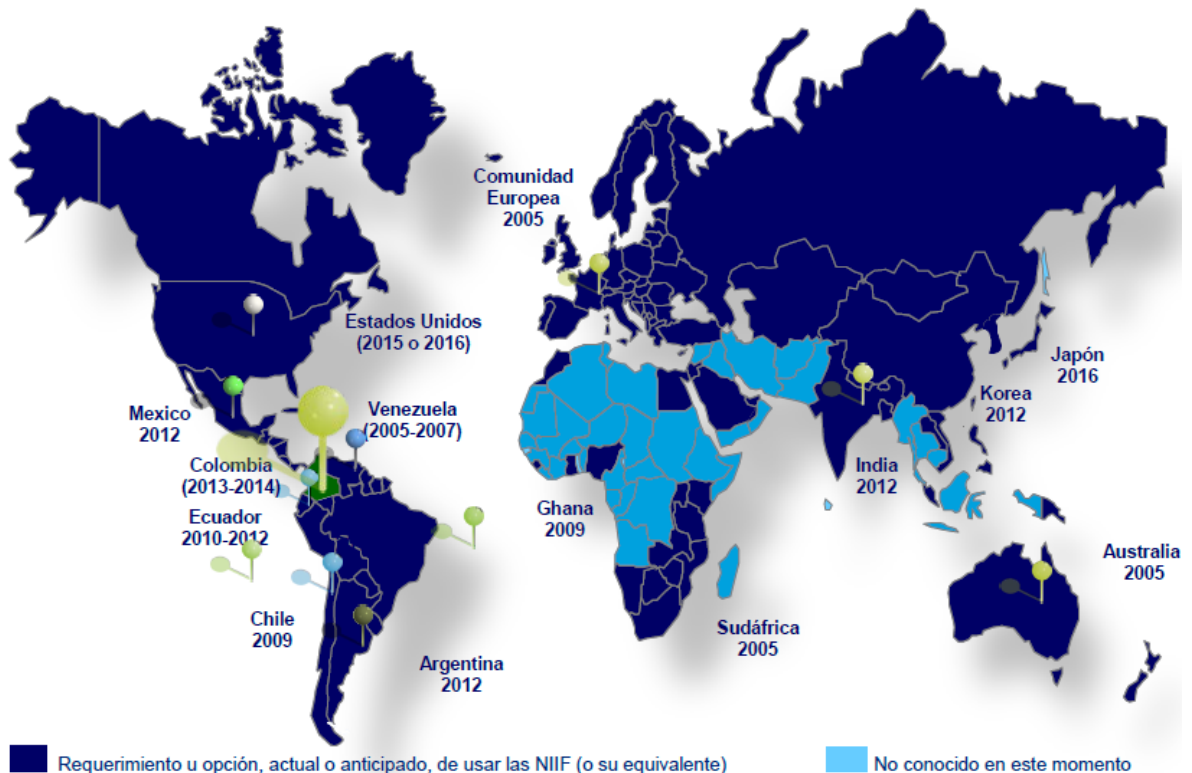 Comunidad
Europea
2005
Estados Unidos
(2015 o 2016)
Japón
2016
Korea
2012
Mexico
2012
Venezuela
(2005-2007)
Colombia
(2013-2014)
India
2012
Ghana
2009
Ecuador
2010-2012
Australia
2005
Chile
2009
Sudáfrica
2005
Argentina
2012
Requerimiento u opción, actual o anticipado, de usar las NIIF (o su equivalente)
No conocido en este momento